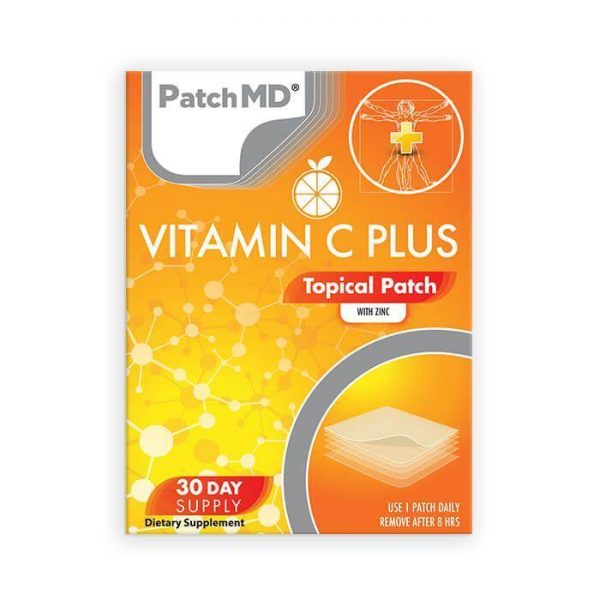 PatchMD®
VITAMIN C PLUS
Topical Patch
WITH ZINC
30 DAY
SUPPLY
Dietary Supplement
USE 1 PATCH DAILY
REMOVE AFTER 8 HRS